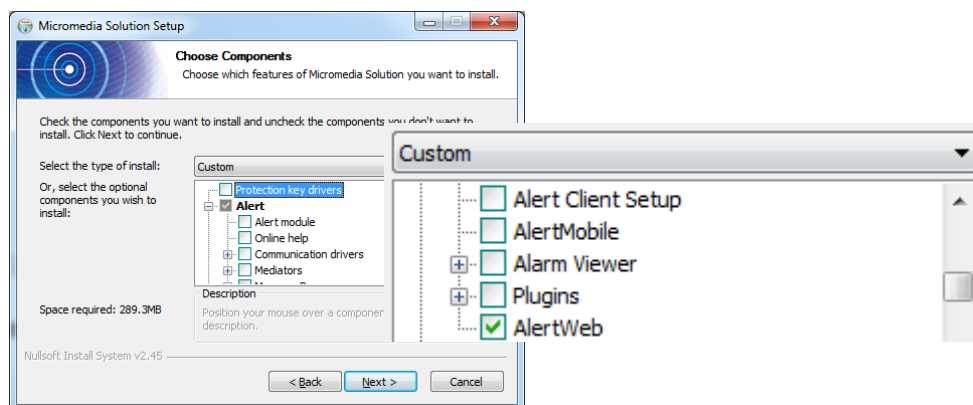 Micromedia Solution Setup
Choose Components
Choose which features of Micromedia Solution you want to install.
Check the components you want to install and uncheck the components you don't want to
install. Click Next to continue.
Select the type of install:
Custom
Or, select the optional
components you wish to
install:
Protection key drivers
Alert
Alert module
Online help
Communication drivers
Mediators
Description
Position your mouse over a component
description.
Space required: 289.3MB
Nullsoft Install System v2.45
< Back
Next >
Cancel
Custom
Alert Client Setup
AlertMobile
Alarm Viewer
Plugins
AlertWeb